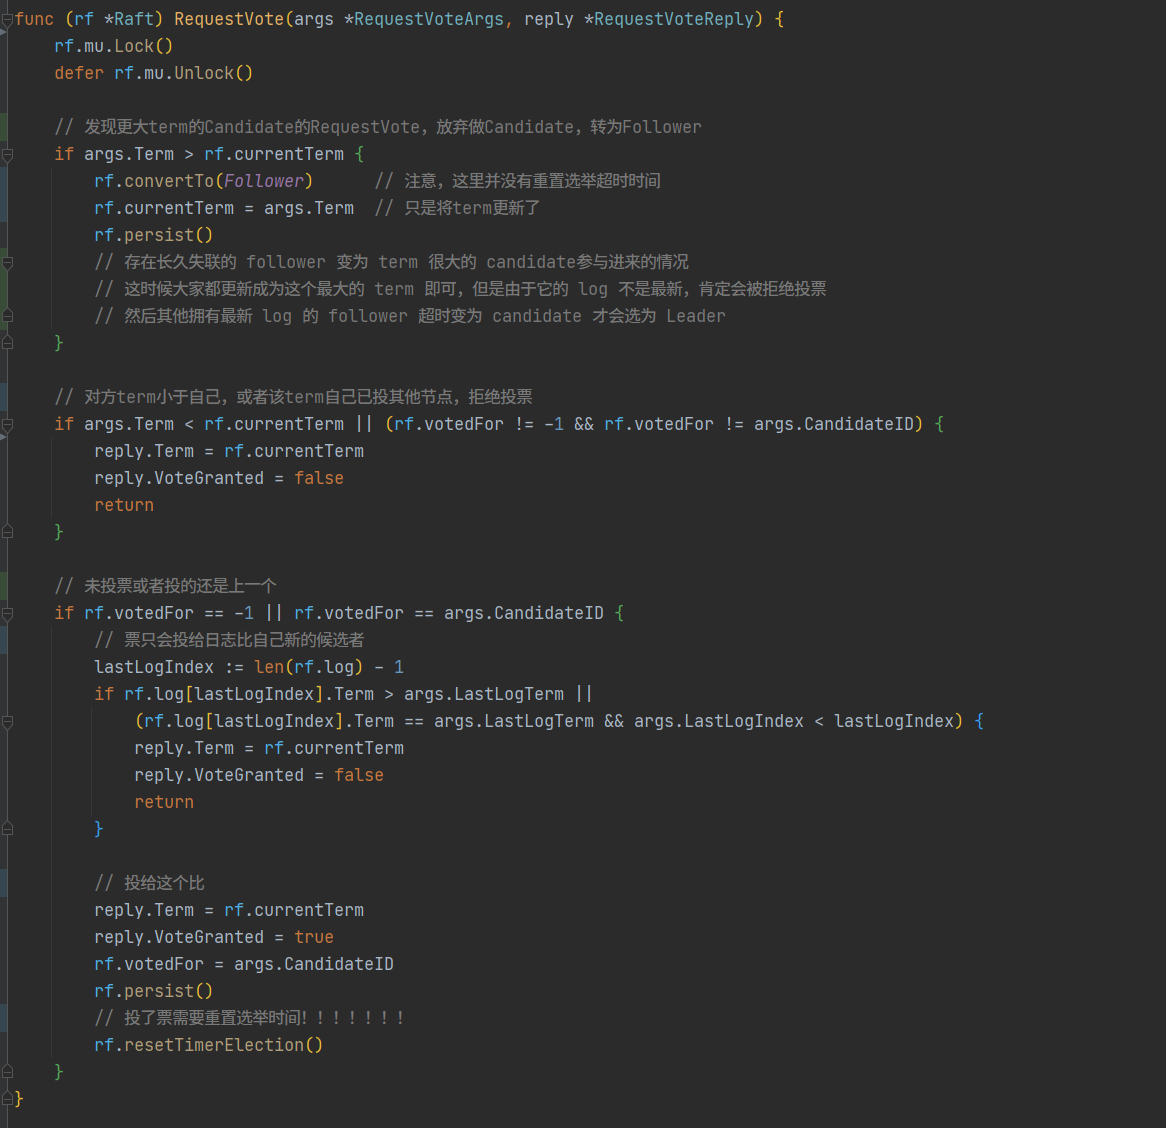 func (rf *Raft) RequestVote(args *RequestVoteArgs, reply *RequestVoteReply) {
    rf.mu.Lock()
    defer rf.mu.Unlock()

    // 发现更大term的Candidate的RequestVote，放弃做Candidate，转为Follower
    if args.Term > rf.currentTerm {
        rf.convertTo(Follower)      // 注意，这里并没有重置选举超时时间
        rf.currentTerm = args.Term  // 只是将term更新了
        rf.persist()
        // 存在长久失联的 follower 变为 term 很大的 candidate参与进来的情况
        // 这时候大家都更新成为这个最大的 term 即可，但是由于它的 log 不是最新，肯定会被拒绝投票
        // 然后其他拥有最新 log 的 follower 超时变为 candidate 才会选为 Leader
    }

    // 对方term小于自己，或者该term自己已投其他节点，拒绝投票
    if args.Term < rf.currentTerm || (rf.votedFor != -1 && rf.votedFor != args.CandidateID) {
        reply.Term = rf.currentTerm
        reply.VoteGranted = false
        return
    }

    // 未投票或者投的还是上一个
    if rf.votedFor == -1 || rf.votedFor == args.CandidateID {
        // 票只会投给日志比自己新的候选者
        lastLogIndex := len(rf.log) - 1
        if rf.log[lastLogIndex].Term > args.LastLogTerm ||
            (rf.log[lastLogIndex].Term == args.LastLogTerm && args.LastLogIndex < lastLogIndex) {
            reply.Term = rf.currentTerm
            reply.VoteGranted = false
            return
        }

        // 投给这个比
        reply.Term = rf.currentTerm
        reply.VoteGranted = true
        rf.votedFor = args.CandidateID
        rf.persist()
        // 投了票需要重置选举时间！！！！！！！
        rf.resetTimerElection()
    }
}